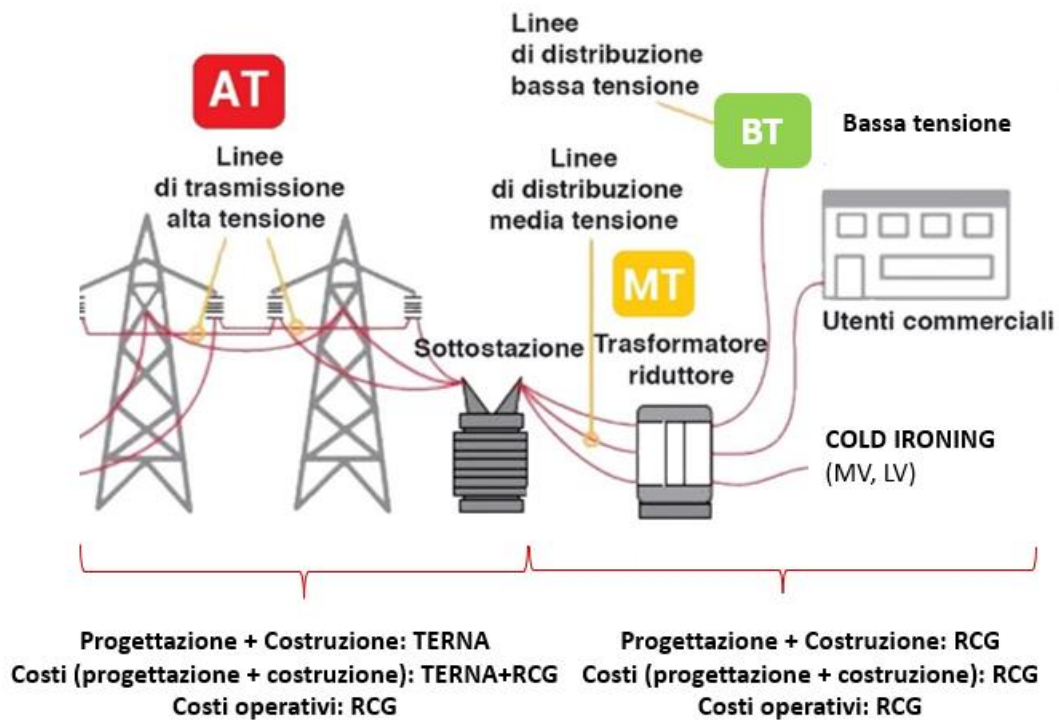 AT
Linee
di trasmissione
alta tensione
Linee
di distribuzione
bassa tensione
BT
Bassa tensione
Linee
di distribuzione
media tensione
MT
Sottostazione
Trasformatore
riduttore
Utenti commerciali
COLD IRONING
(MV, LV)
Progettazione + Costruzione: TERNA
Costi (progettazione + costruzione): TERNA+RCG
Costi operativi: RCG
Progettazione + Costruzione: RCG
Costi (progettazione + costruzione): RCG
Costi operativi: RCG